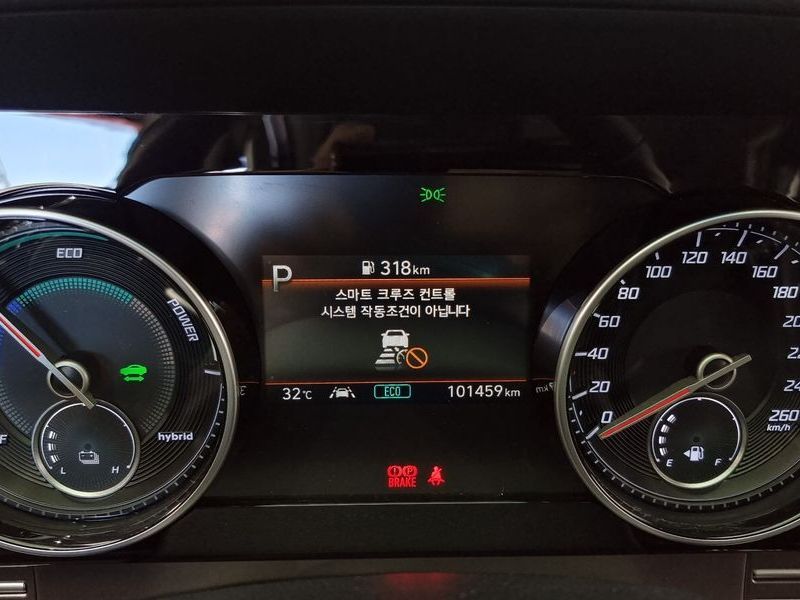 ECO
POWER
hybrid
L H
P
318km
스마트 크루즈 컨트롤
시스템 작동조건이 아닙니다
32℃
ECO
101459 km
BRAKE
0
20
40
60
80
100
120
140
160
180
260
km/h
E F